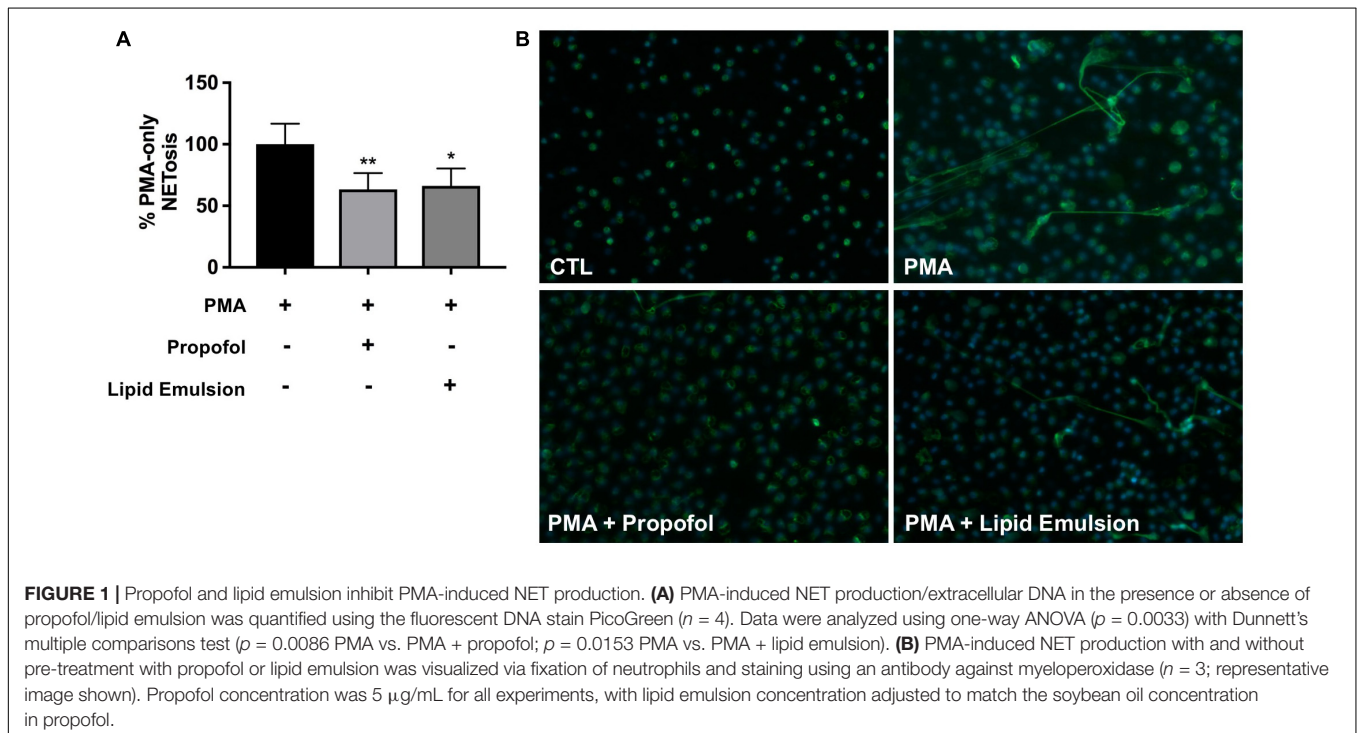 A
B
150
100
50
0
% PMA-only
NETosis
**
*
PMA + + +
Propofol - + -
Lipid Emulsion - - +
CTL
PMA
PMA + Propofol
PMA + Lipid Emulsion
FIGURE 1 | Propofol and lipid emulsion inhibit PMA-induced NET production. (A) PMA-induced NET production/extracellular DNA in the presence or absence of
propofol/lipid emulsion was quantified using the fluorescent DNA stain PicoGreen (n = 4). Data were analyzed using one-way ANOVA (p = 0.0033) with Dunnett's
multiple comparisons test (p = 0.0086 PMA vs. PMA + propofol; p = 0.0153 PMA vs. PMA + lipid emulsion). (B) PMA-induced NET production with and without
pre-treatment with propofol or lipid emulsion was visualized via fixation of neutrophils and staining using an antibody against myeloperoxidase (n = 3; representative
image shown). Propofol concentration was 5 μg/mL for all experiments, with lipid emulsion concentration adjusted to match the soybean oil concentration
in propofol.